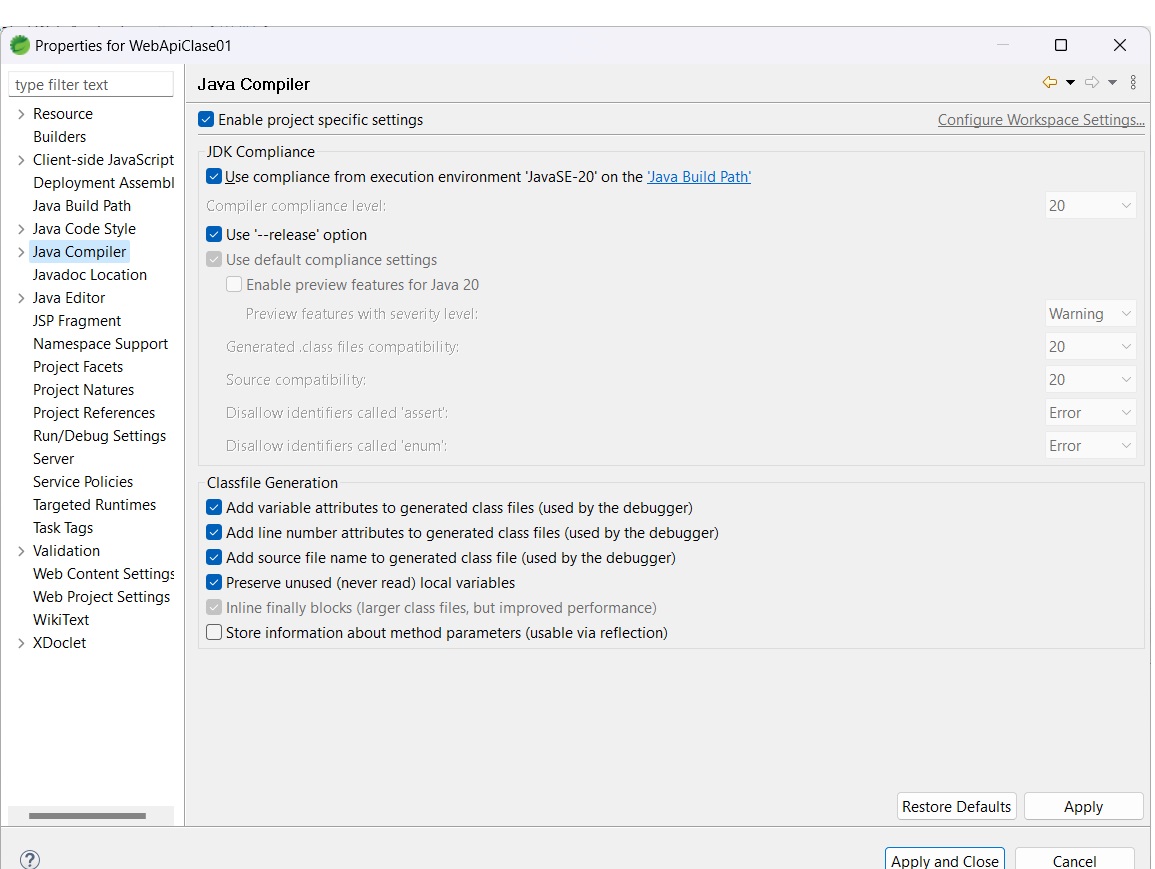 Properties for WebApiClase01
type filter text
Resource
Builders
Client-side JavaScript
Deployment Assembl
Java Build Path
Java Code Style
Java Compiler
Javadoc Location
Java Editor
JSP Fragment
Namespace Support
Project Facets
Project Natures
Project References
Run/Debug Settings
Server
Service Policies
Targeted Runtimes
Task Tags
Validation
Web Content Settings
Web Project Settings
WikiText
XDoclet
Java Compiler
Enable project specific settings Configure Workspace Settings...
JDK Compliance
Use compliance from execution environment 'JavaSE-20' on the 'Java Build Path'
Compiler compliance level: 20
Use '--release' option
Use default compliance settings
Enable preview features for Java 20
Preview features with severity level: Warning
Generated .class files compatibility: 20
Source compatibility: 20
Disallow identifiers called 'assert': Error
Disallow identifiers called 'enum': Error
Classfile Generation
Add variable attributes to generated class files (used by the debugger)
Add line number attributes to generated class files (used by the debugger)
Add source file name to generated class file (used by the debugger)
Preserve unused (never read) local variables
Inline finally blocks (larger class files, but improved performance)
Store information about method parameters (usable via reflection)
Restore Defaults Apply
? Apply and Close Cancel